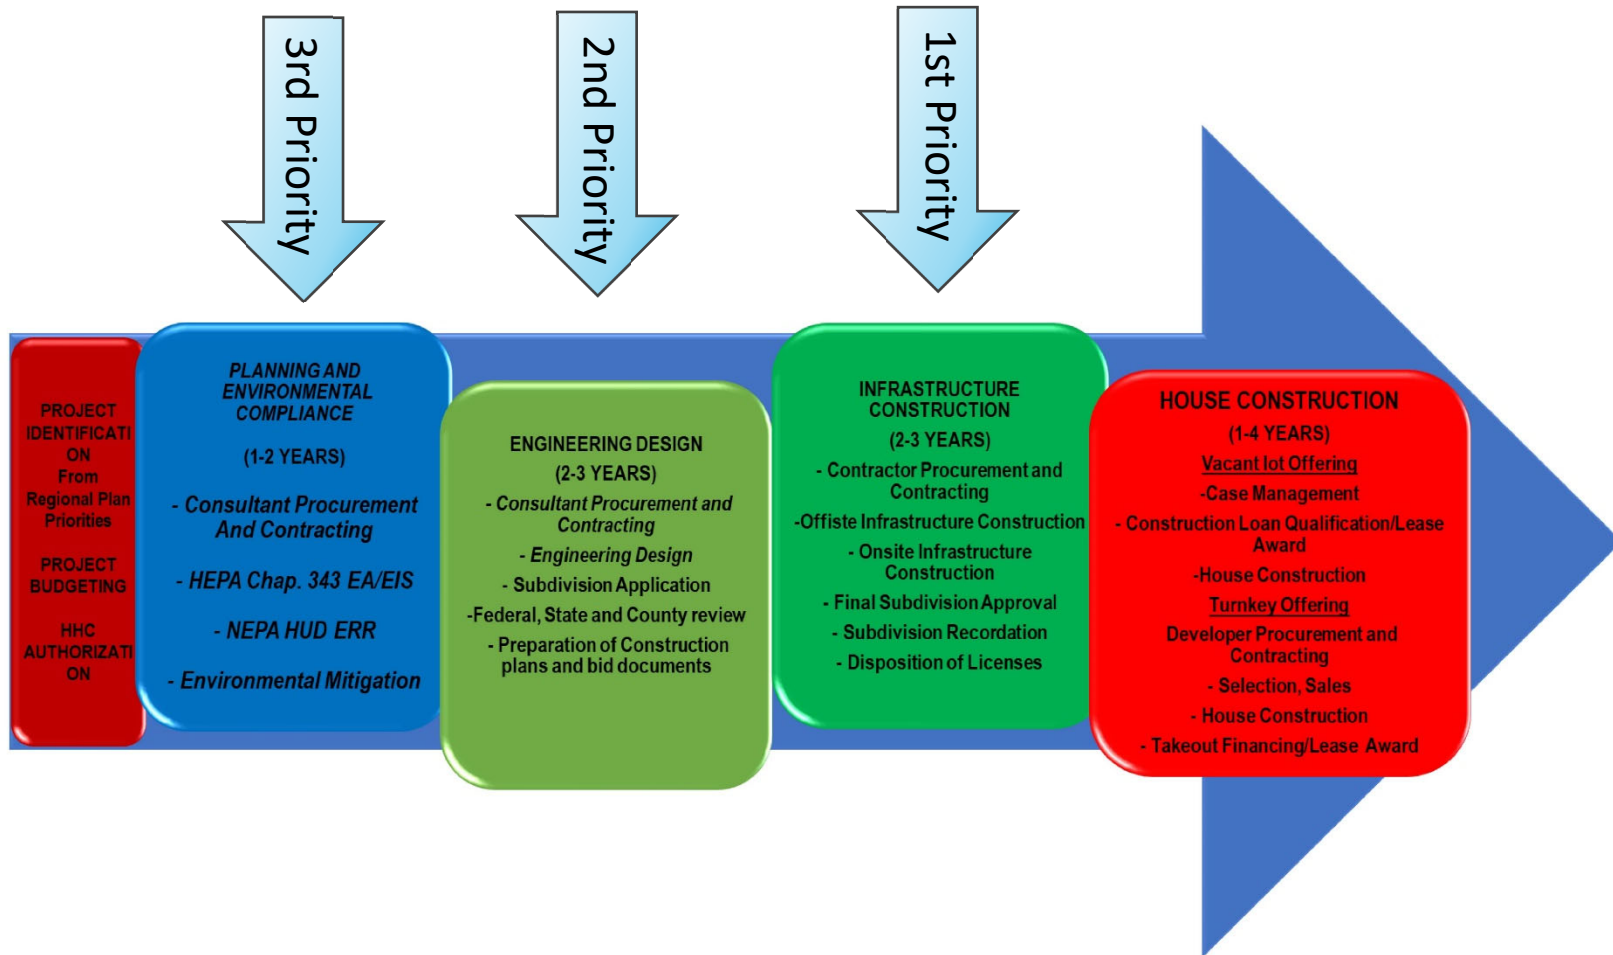 3rd Priority
2nd Priority
1st Priority
PROJECT
IDENTIFICATI
ON
From
Regional Plan
Priorities
PROJECT
BUDGETING
HHC
AUTHORIZATI
ON
PLANNING AND
ENVIRONMENTAL
COMPLIANCE
(1-2 YEARS)
- Consultant Procurement
And Contracting
- HEPA Chap. 343 EA/EIS
- NEPA HUD ERR
- Environmental Mitigation
ENGINEERING DESIGN
(2-3 YEARS)
- Consultant Procurement and
Contracting
- Engineering Design
- Subdivision Application
-Federal, State and County review
- Preparation of Construction
plans and bid documents
INFRASTRUCTURE
CONSTRUCTION
(2-3 YEARS)
- Contractor Procurement and
Contracting
-Offiste Infrastructure Construction
- Onsite Infrastructure
Construction
- Final Subdivision Approval
- Subdivision Recordation
- Disposition of Licenses
HOUSE CONSTRUCTION
(1-4 YEARS)
Vacant lot Offering
-Case Management
- Construction Loan Qualification/Lease
Award
-House Construction
Turnkey Offering
Developer Procurement and
Contracting
- Selection, Sales
- House Construction
- Takeout Financing/Lease Award